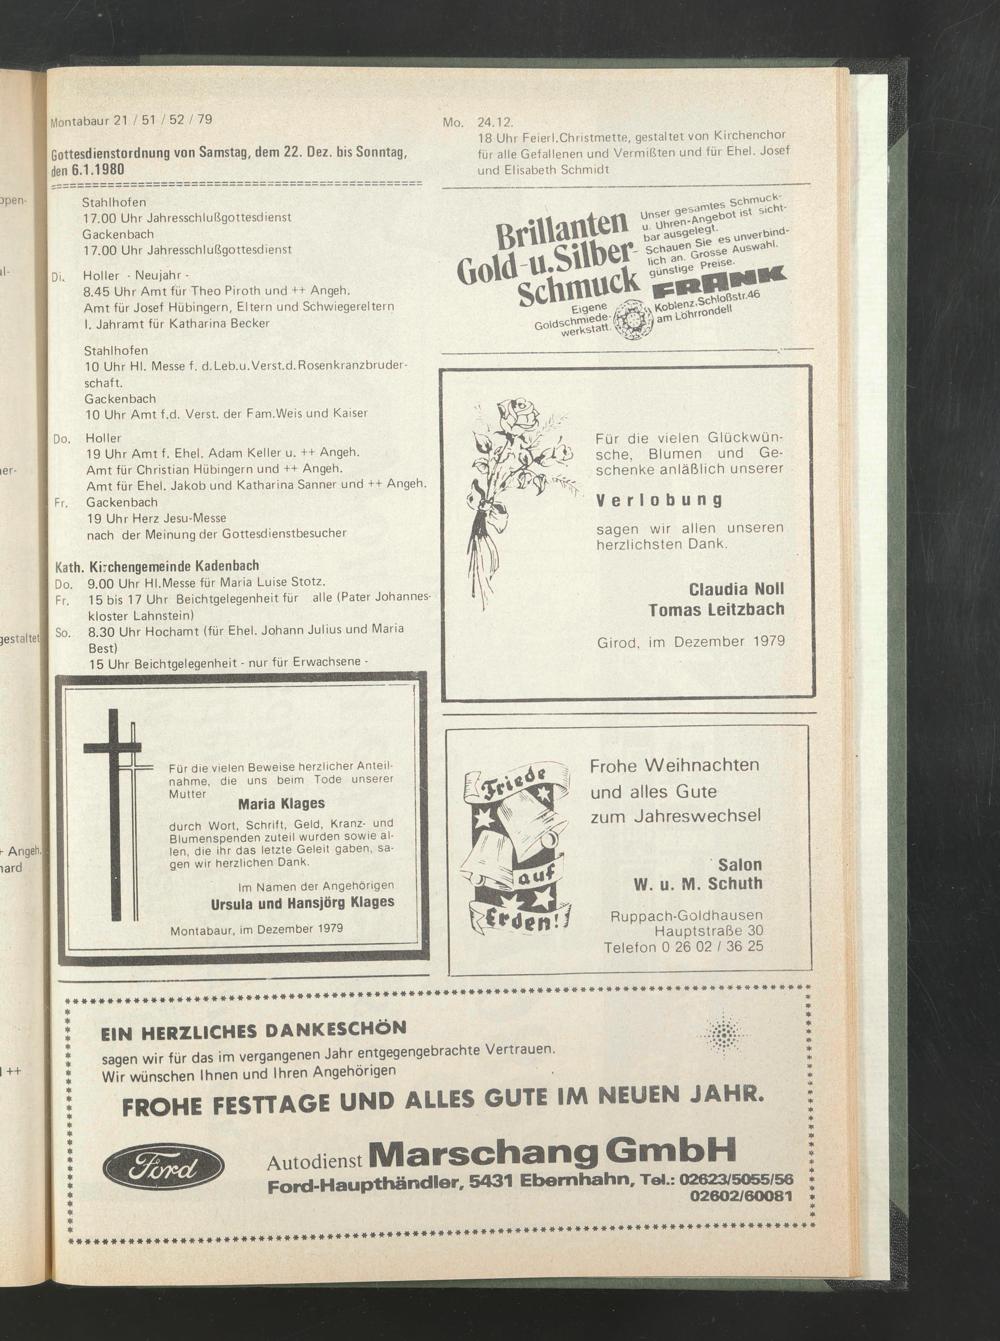 Montabaur 21 / 51 / 52 / 79
Gottesdienstordnung von Samstag, dem 22. Dez. bis Sonntag,
den 6.1.1980
Stahlhofen
17.00 Uhr Jahresschlußgottesdienst
Gackenbach
17.00 Uhr Jahresschlußgottesdienst
Di. Holler - Neujahr -
8.45 Uhr Amt für Theo Piroth und ++ Angeh.
Amt für Josef Hübingern, Eltern und Schwiegereltern
I. Jahramt für Katharina Becker
Stahlhofen
10 Uhr Hl. Messe f. d.Leb.u.Verst.d.Rosenkranzbruder-
schaft.
Gackenbach
10 Uhr Amt f.d. Verst. der Fam.Weis und Kaiser
Do. Holler
19 Uhr Amt f. Ehel. Adam Keller u. ++ Angeh.
Amt für Christian Hübingern und ++ Angeh.
Amt für Ehel. Jakob und Katharina Sanner und ++ Angeh.
Fr. Gackenbach
19 Uhr Herz Jesu-Messe
nach der Meinung der Gottesdienstbesucher
Kath. Kirchengemeinde Kadenbach
Do. 9.00 Uhr Hl.Messe für Maria Luise Stotz.
Fr. 15 bis 17 Uhr Beichtgelegenheit für alle (Pater Johannes-
kloster Lahnstein)
So. 8.30 Uhr Hochamt (für Ehel. Johann Julius und Maria
Best)
15 Uhr Beichtgelegenheit - nur für Erwachsene -
Für die vielen Beweise herzlicher Anteil-
nahme, die uns beim Tode unserer
Mutter
Maria Klages
durch Wort, Schrift, Geld, Kranz- und
Blumenspenden zuteil wurden sowie al-
len, die ihr das letzte Geleit gaben, sa-
gen wir herzlichen Dank.
Im Namen der Angehörigen
Ursula und Hansjörg Klages
Montabaur, im Dezember 1979
Mo. 24.12.
18 Uhr Feierl.Christmette, gestaltet von Kirchenchor
für alle Gefallenen und Vermißten und für Ehel. Josef
und Elisabeth Schmidt
Brillanten
Gold-u.Silber-
Schmuck
Eigene
Goldschmiede-
werkstatt.
Unser gesamtes Schmuck-
u. Uhren-Angebot ist sicht-
bar ausgelegt.
Schauen Sie es unverbind-
lich an. Grosse Auswahl.
günstige Preise.
FRANK
Koblenz,Schloßstr.46
am Löhrrondell
Für die vielen Glückwün-
sche, Blumen und Ge-
schenke anläßlich unserer
Verlobung
sagen wir allen unseren
herzlichsten Dank.
Claudia Noll
Tomas Leitzbach
Girod, im Dezember 1979
Friede
auf
Erden!
Frohe Weihnachten
und alles Gute
zum Jahreswechsel
Salon
W. u. M. Schuth
Ruppach-Goldhausen
Hauptstraße 30
Telefon 0 26 02 / 36 25
EIN HERZLICHES DANKESCHÖN
sagen wir für das im vergangenen Jahr entgegengebrachte Vertrauen.
Wir wünschen Ihnen und Ihren Angehörigen
FROHE FESTTAGE UND ALLES GUTE IM NEUEN JAHR.
Ford
Autodienst Marschang GmbH
Ford-Haupthändler, 5431 Ebernhahn, Tel.: 02623/5055/56
02602/60081